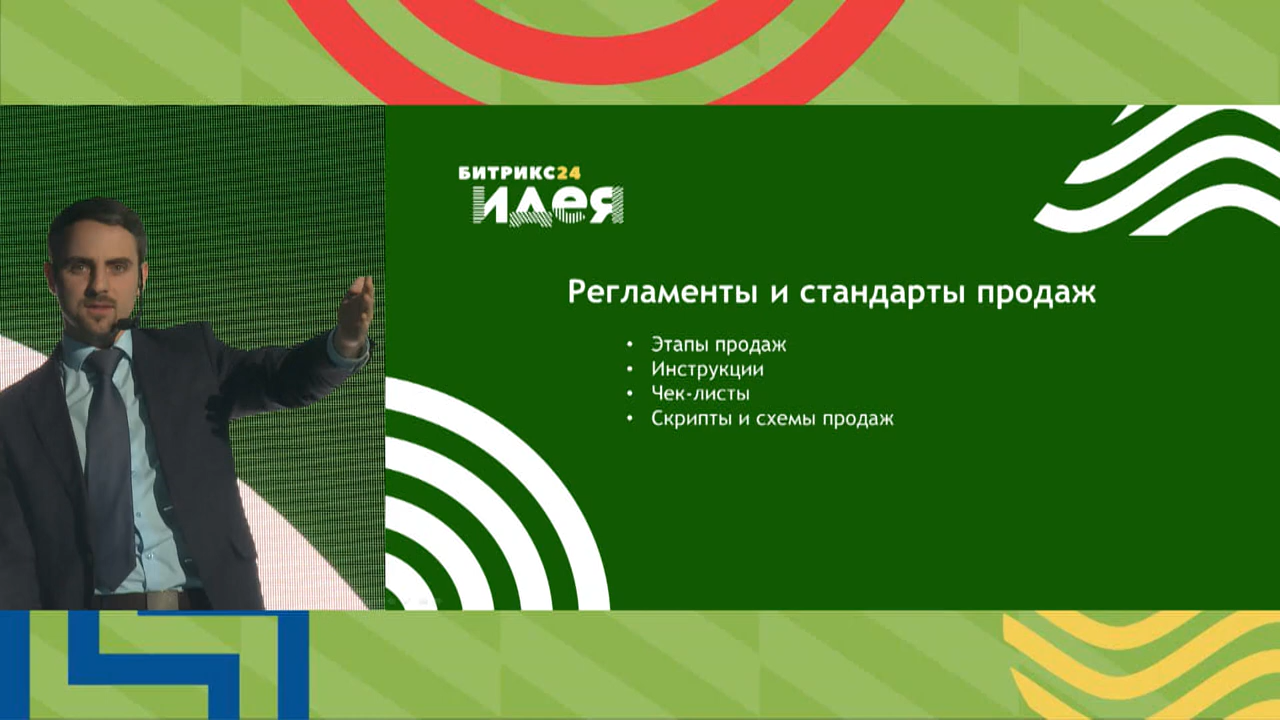 БИТРИКС24
идея
Регламенты и стандарты продаж
• Этапы продаж
• Инструкции
• Чек-листы
• Скрипты и схемы продаж